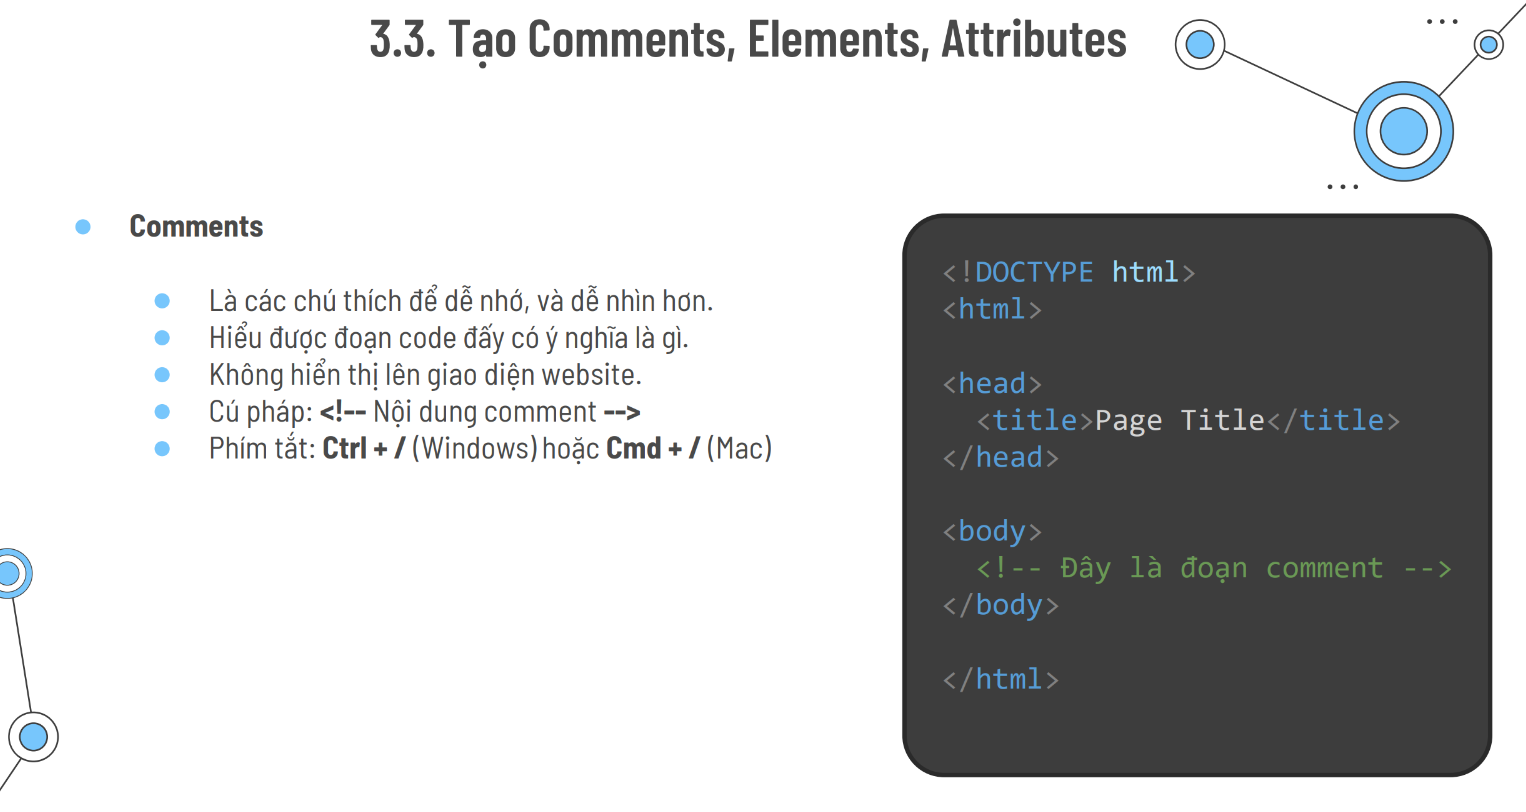 3.3. Tạo Comments, Elements, Attributes
Comments
Là các chú thích để dễ nhớ, và dễ nhìn hơn.
Hiểu được đoạn code đấy có ý nghĩa là gì.
Không hiển thị lên giao diện website.
Cú pháp: <!-- Nội dung comment -->
Phím tắt: Ctrl + / (Windows) hoặc Cmd + / (Mac)
<!DOCTYPE html>
<html>
<head>
<title>Page Title</title>
</head>
<body>
<!-- Đây là đoạn comment -->
</body>
</html>